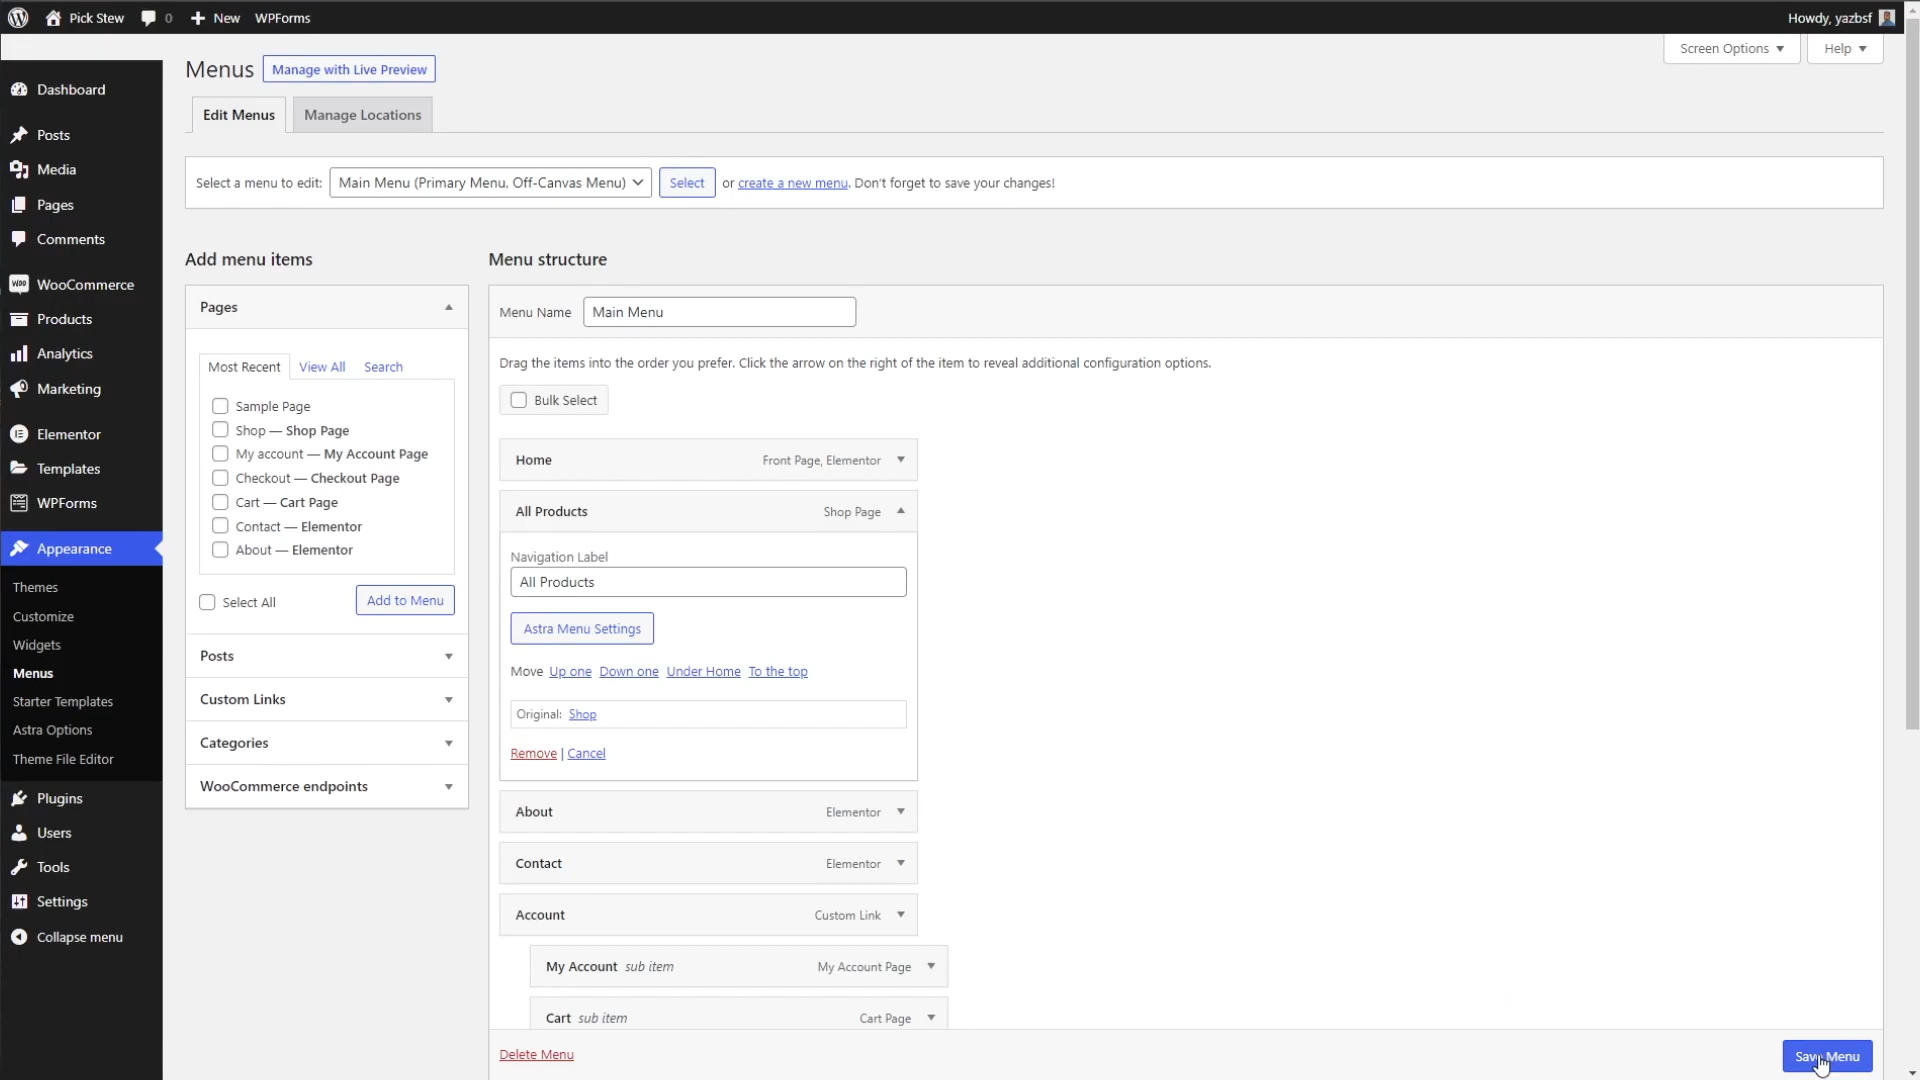 Pick Stew 0 New WPForms Howdy, yazbsf
Screen Options Help
Menus Manage with Live Preview
Edit Menus Manage Locations
Select a menu to edit: Main Menu (Primary Menu, Off-Canvas Menu) Select or create a new menu. Don't forget to save your changes!
Dashboard
Posts
Media
Pages
Comments
WooCommerce
Products
Analytics
Marketing
Elementor
Templates
WPForms
Appearance
Themes
Customize
Widgets
Menus
Starter Templates
Astra Options
Theme File Editor
Plugins
Users
Tools
Settings
Collapse menu
Add menu items
Pages
Most Recent View All Search
Sample Page
Shop — Shop Page
My account — My Account Page
Checkout — Checkout Page
Cart — Cart Page
Contact — Elementor
About — Elementor
Select All Add to Menu
Posts
Custom Links
Categories
WooCommerce endpoints
Menu structure
Menu Name Main Menu
Drag the items into the order you prefer. Click the arrow on the right of the item to reveal additional configuration options.
Bulk Select
Home Front Page, Elementor
All Products Shop Page
Navigation Label
All Products
Astra Menu Settings
Move Up one Down one Under Home To the top
Original: Shop
Remove | Cancel
About Elementor
Contact Elementor
Account Custom Link
My Account sub item My Account Page
Cart sub item Cart Page
Delete Menu Save Menu